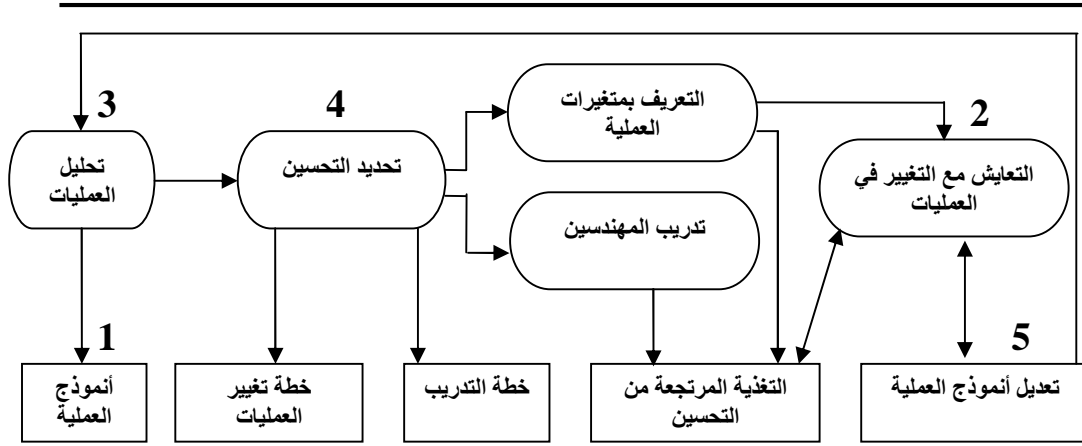 3
تحليل
العمليات
4
تحديد التحسين
التعريف بمتغيرات
العملية
تدريب المهندسين
2
التعايش مع التغيير في
العمليات
1
أنموذج
العملية
خطة تغيير
العمليات
خطة التدريب
التغذية المرتجعة من
التحسين
5
تعديل أنموذج العملية